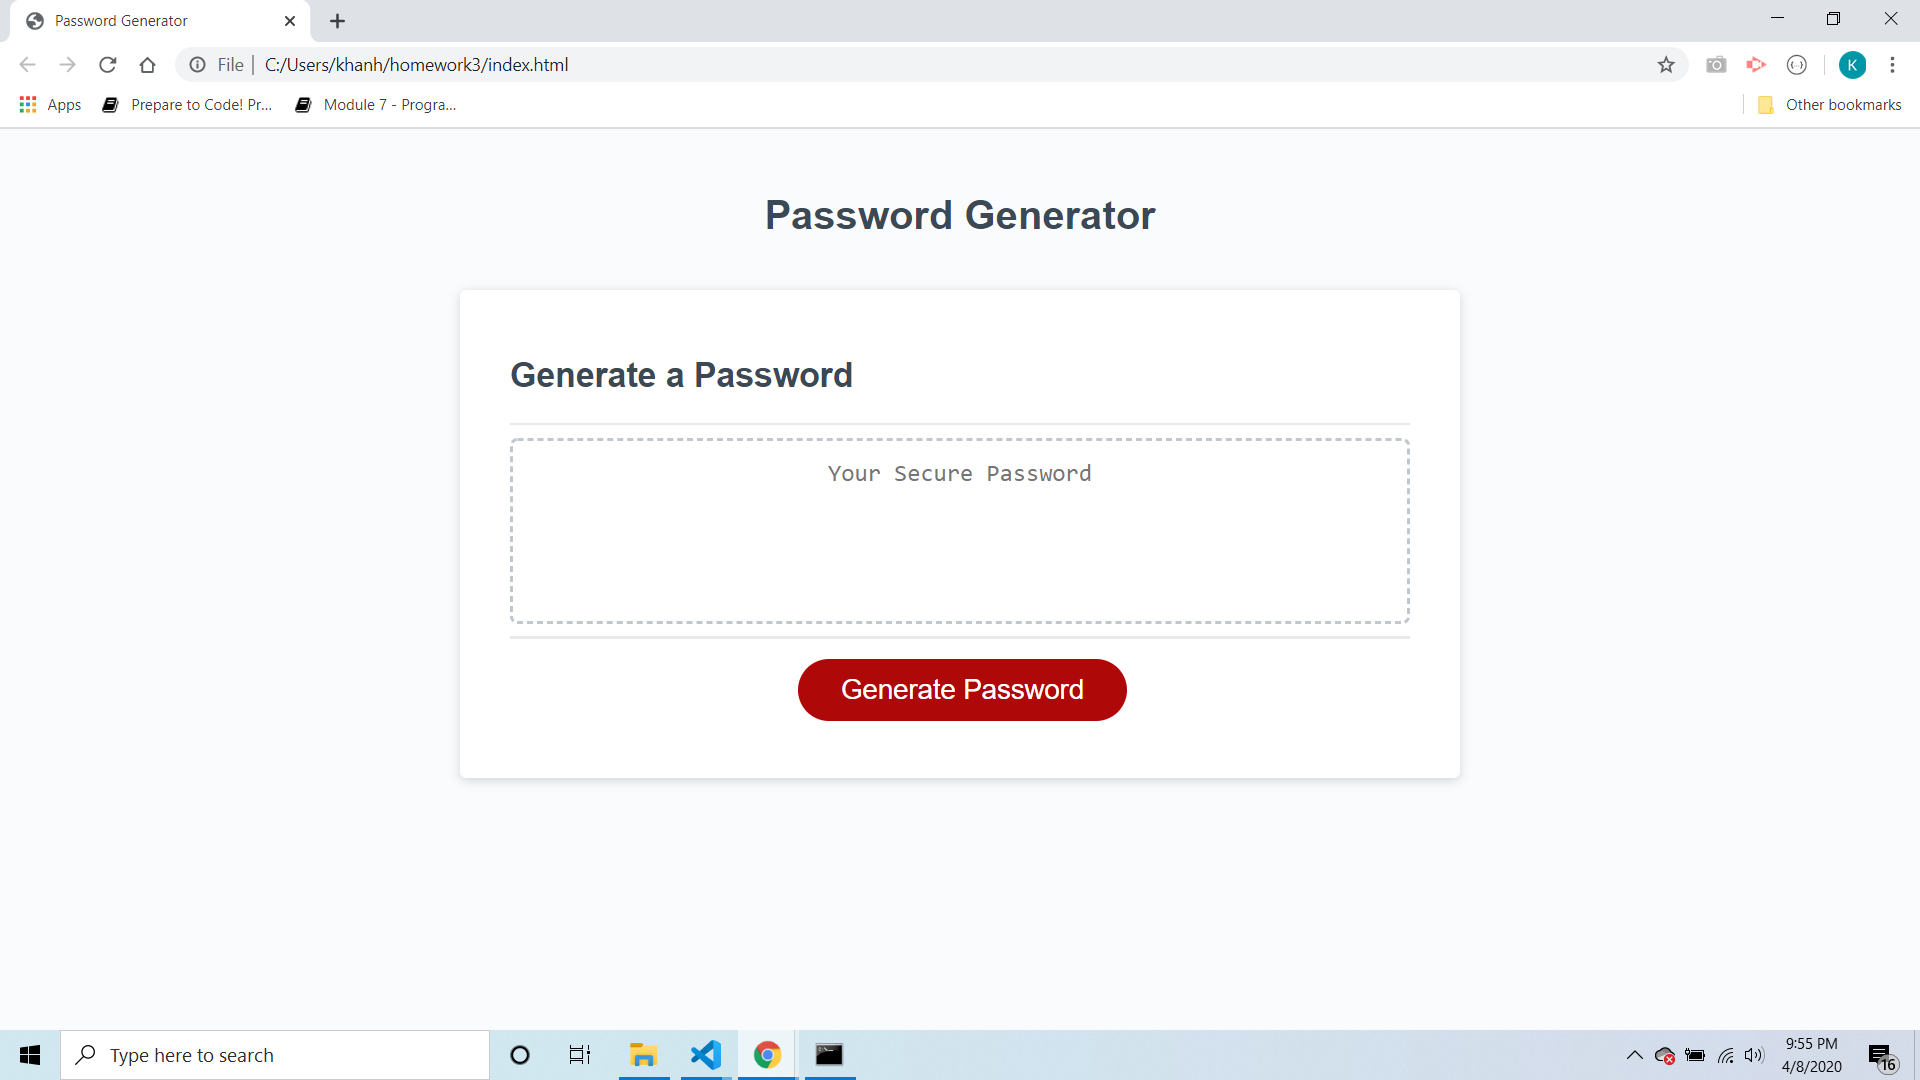 Password Generator
File | C:/Users/khanh/homework3/index.html
K
Apps
Prepare to Code! Pr...
Module 7 - Progra...
Other bookmarks
Password Generator
Generate a Password
Your Secure Password
Generate Password
Type here to search
9:55 PM
4/8/2020
16